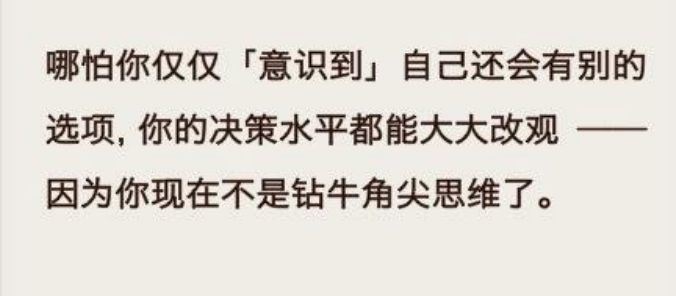 哪怕你仅仅「意识到」自己还会有别的
选项, 你的决策水平都能大大改观 ——
因为你现在不是钻牛角尖思维了。